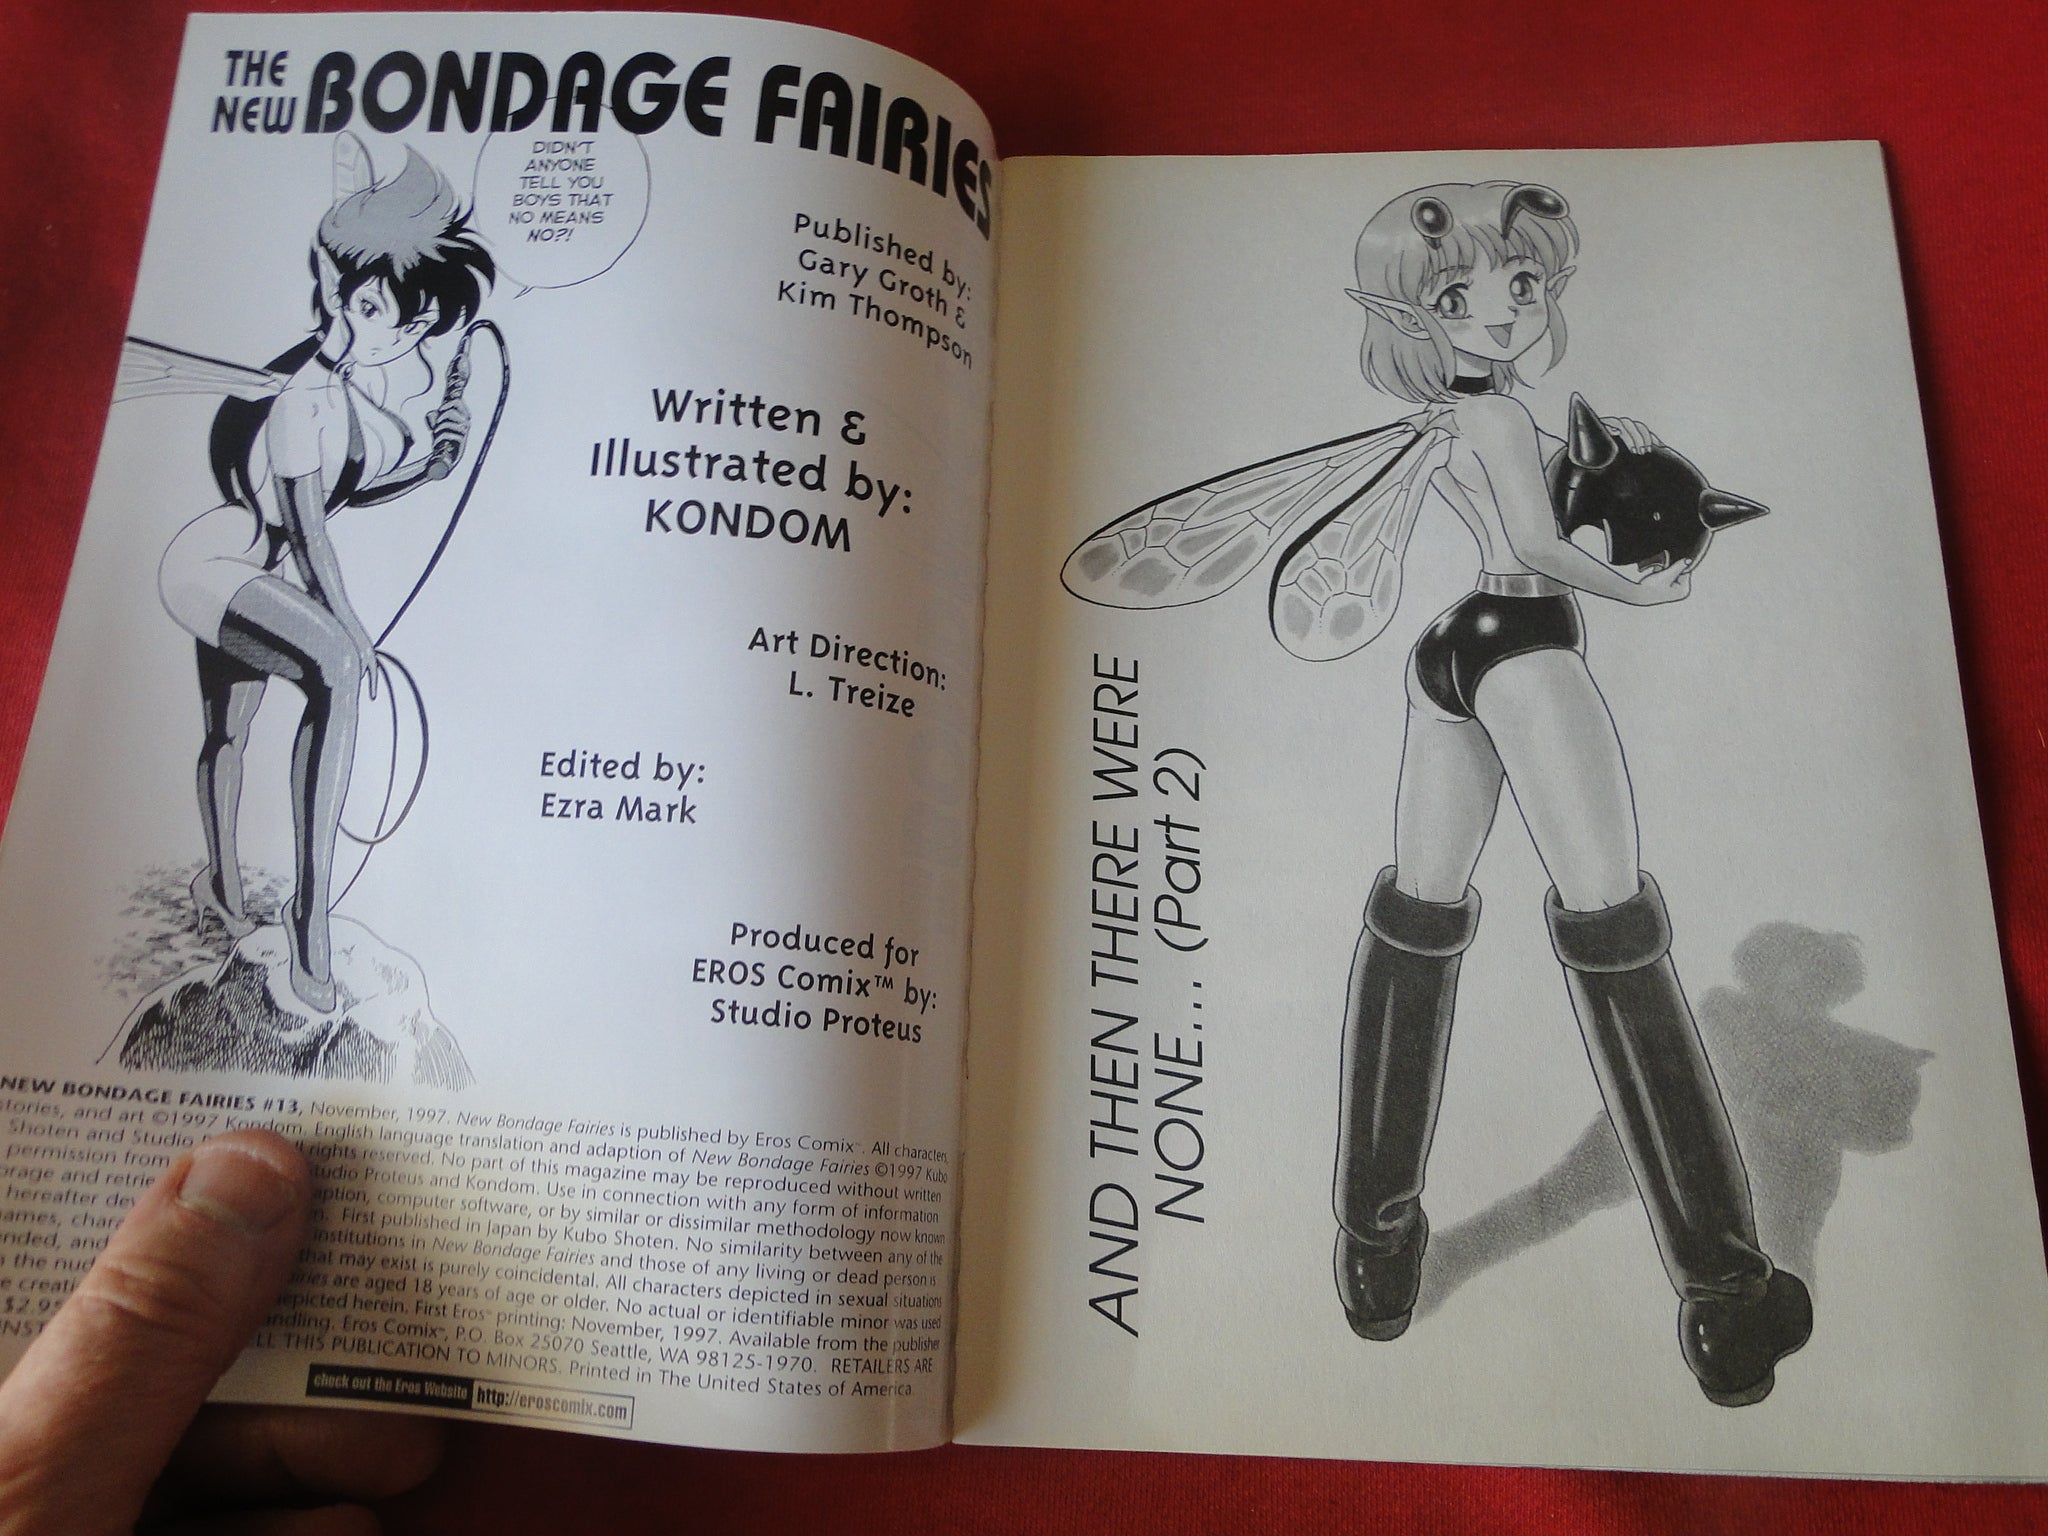 THE
NEW BONDAGE FAIRIES
DIDN'T
ANYONE
TELL YOU
BOYS THAT
NO MEANS
NO?!
Published by:
Gary Groth &
Kim Thompson
Written &
Illustrated by:
KONDOM
Art Direction:
L. Treize
Edited by:
Ezra Mark
Produced for
EROS Comix™ by:
Studio Proteus
NEW BONDAGE FAIRIES #13, November, 1997. New Bondage Fairies is published by Eros Comix™. All characters,
stories, and art ©1997 Kondom. English language translation and adaption of New Bondage Fairies ©1997 Kubo
Shoten and Studio rights reserved. No part of this magazine may be reproduced without written
permission from Studio Proteus and Kondom. Use in connection with any form of information
and retrie computer software, or by similar or dissimilar methodology now known
hereafter First published in Japan by Kubo Shoten. No similarity between any of the
institutions in New Bondage Fairies and those of any living or dead person is
and that may exist is purely coincidental. All characters depicted in sexual situations
the are aged 18 years of age or older. No actual or identifiable minor was used
depicted herein. First Eros™ printing: November, 1997. Available from the publisher
$2.95 Eros Comix™, P.O. Box 25070 Seattle, WA 98125-1970. RETAILERS ARE
THIS PUBLICATION TO MINORS. Printed in The United States of America.
check out the Eros Website http://eroscomix.com
AND THEN THERE WERE
NONE... (Part 2)